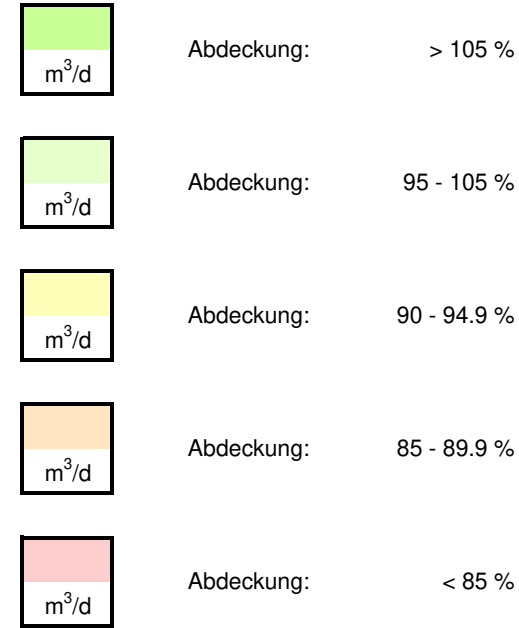 m³/d Abdeckung: > 105 %
m³/d Abdeckung: 95 - 105 %
m³/d Abdeckung: 90 - 94.9 %
m³/d Abdeckung: 85 - 89.9 %
m³/d Abdeckung: < 85 %